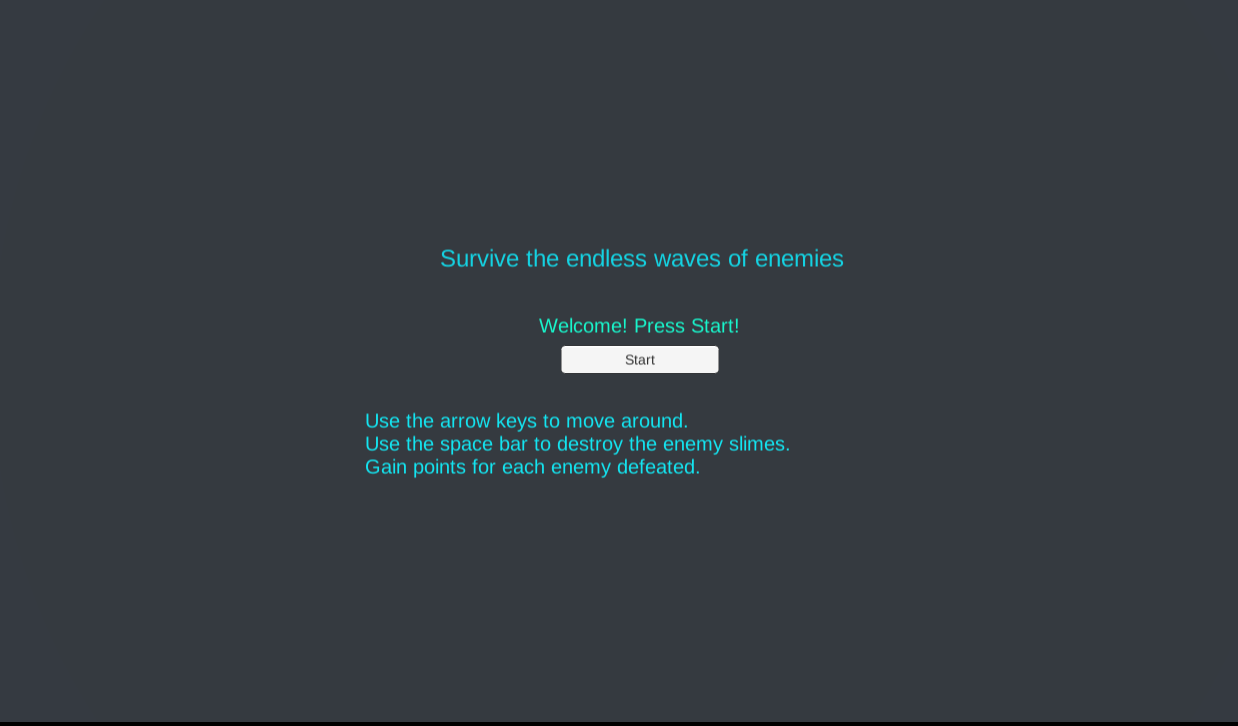 Survive the endless waves of enemies
Welcome! Press Start!
Start
Use the arrow keys to move around.
Use the space bar to destroy the enemy slimes.
Gain points for each enemy defeated.